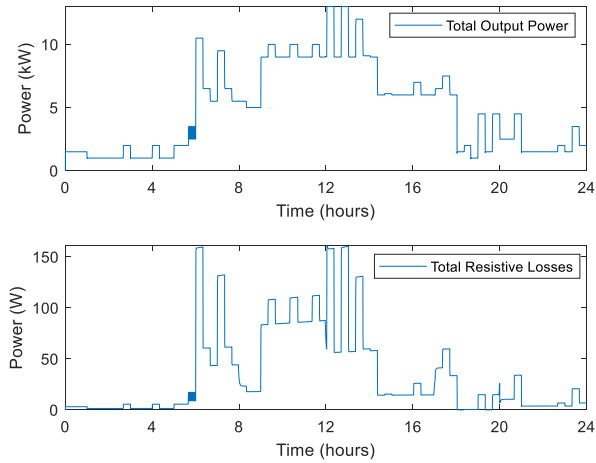 Total Output Power
Power (kW)
10
5
0
0 4 8 12 16 20 24
Time (hours)
Total Resistive Losses
Power (W)
150
100
50
0
0 4 8 12 16 20 24
Time (hours)